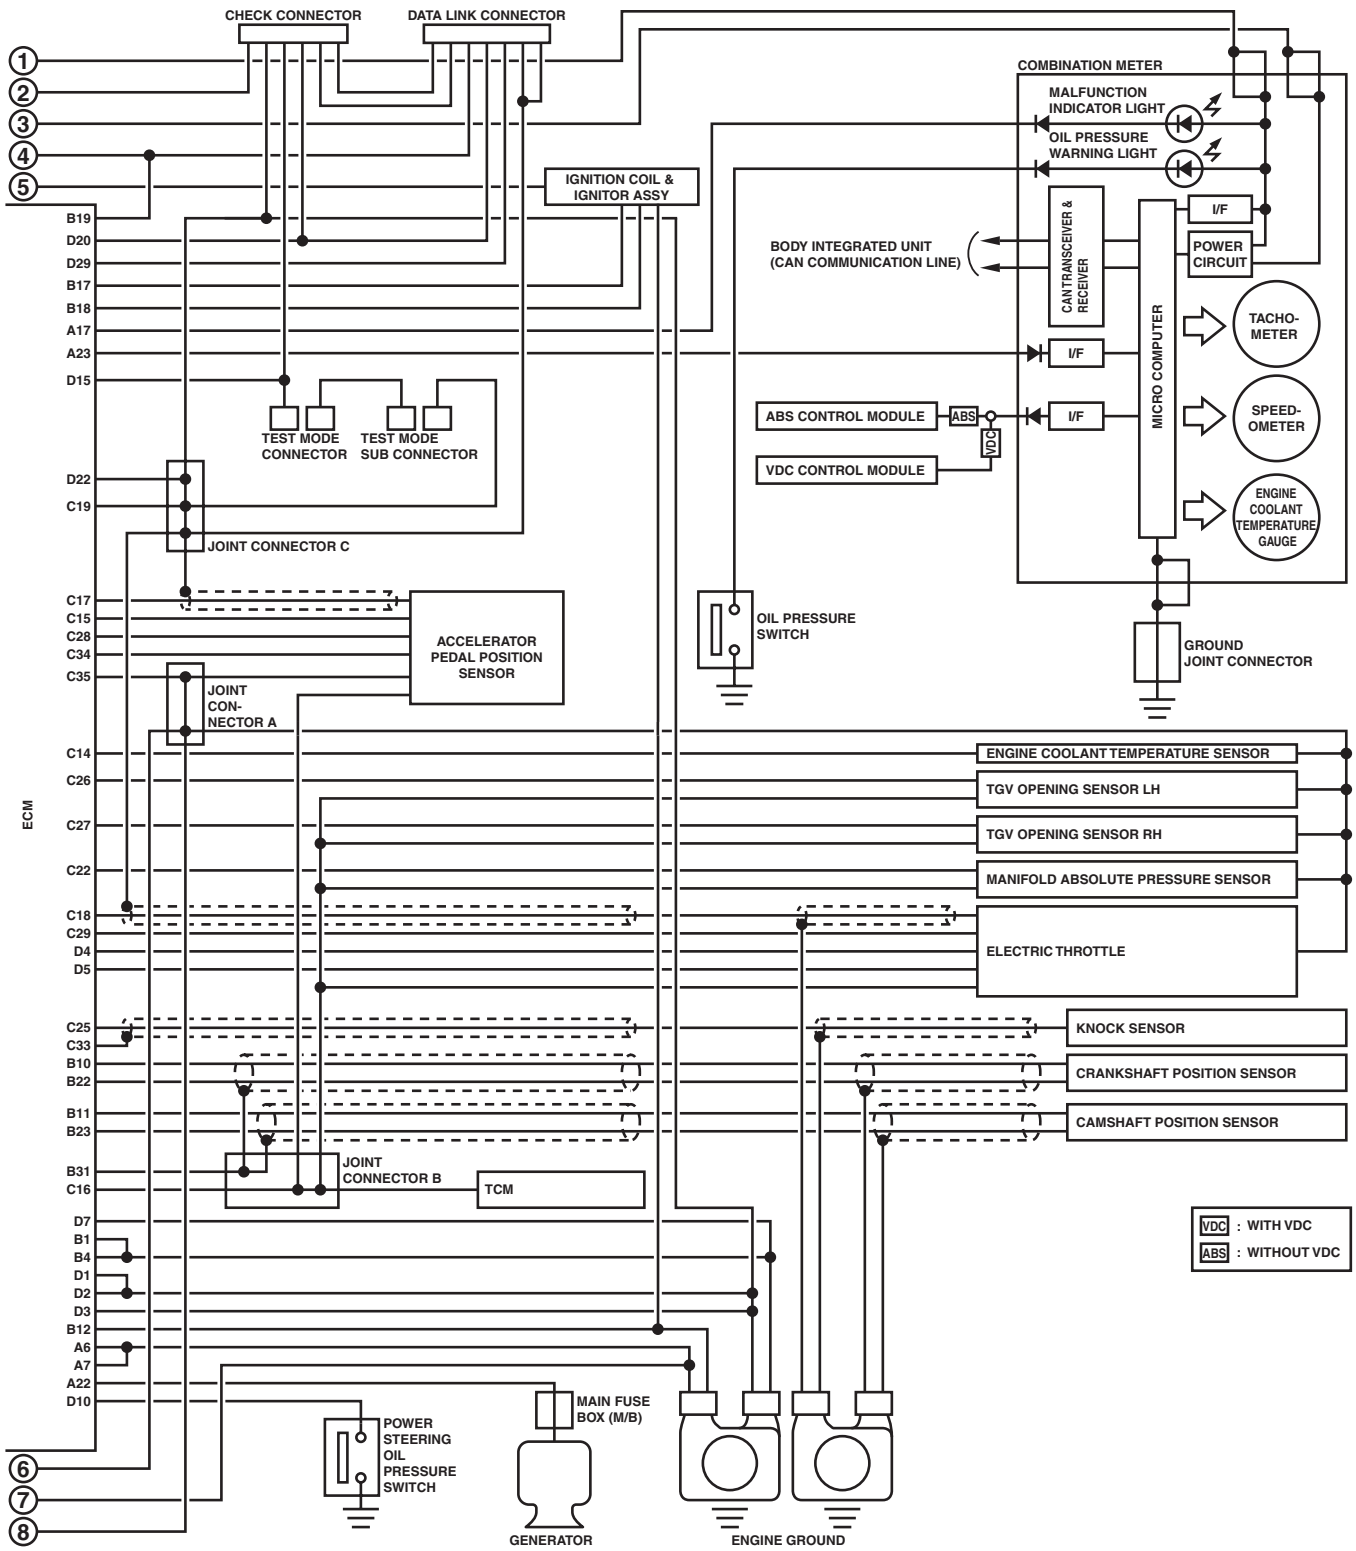 CHECK CONNECTOR
DATA LINK CONNECTOR
1
2
3
4
5
COMBINATION METER
MALFUNCTION
INDICATOR LIGHT
OIL PRESSURE
WARNING LIGHT
IGNITION COIL &
IGNITOR ASSY
BODY INTEGRATED UNIT
(CAN COMMUNICATION LINE)
CAN TRANSCEIVER &
RECEIVER
MICRO COMPUTER
I/F
POWER
CIRCUIT
TACHO-
METER
I/F
ABS CONTROL MODULE
ABS
VDC
I/F
SPEED-
OMETER
VDC CONTROL MODULE
ENGINE
COOLANT
TEMPERATURE
GAUGE
B19
D20
D29
B17
B18
A17
A23
D15
TEST MODE
CONNECTOR
TEST MODE
SUB CONNECTOR
D22
C19
JOINT CONNECTOR C
C17
C15
C28
C34
C35
ACCELERATOR
PEDAL POSITION
SENSOR
OIL PRESSURE
SWITCH
GROUND
JOINT CONNECTOR
JOINT
CON-
NECTOR A
ECM
C14
ENGINE COOLANT TEMPERATURE SENSOR
C26
TGV OPENING SENSOR LH
C27
TGV OPENING SENSOR RH
C22
MANIFOLD ABSOLUTE PRESSURE SENSOR
C18
C29
D4
D5
ELECTRIC THROTTLE
C25
C33
KNOCK SENSOR
B10
B22
CRANKSHAFT POSITION SENSOR
B11
B23
CAMSHAFT POSITION SENSOR
B31
C16
JOINT
CONNECTOR B
TCM
D7
B1
B4
D1
D2
D3
B12
A6
A7
A22
D10
VDC : WITH VDC
ABS : WITHOUT VDC
MAIN FUSE
BOX (M/B)
POWER
STEERING
OIL
PRESSURE
SWITCH
6
7
8
GENERATOR
ENGINE GROUND